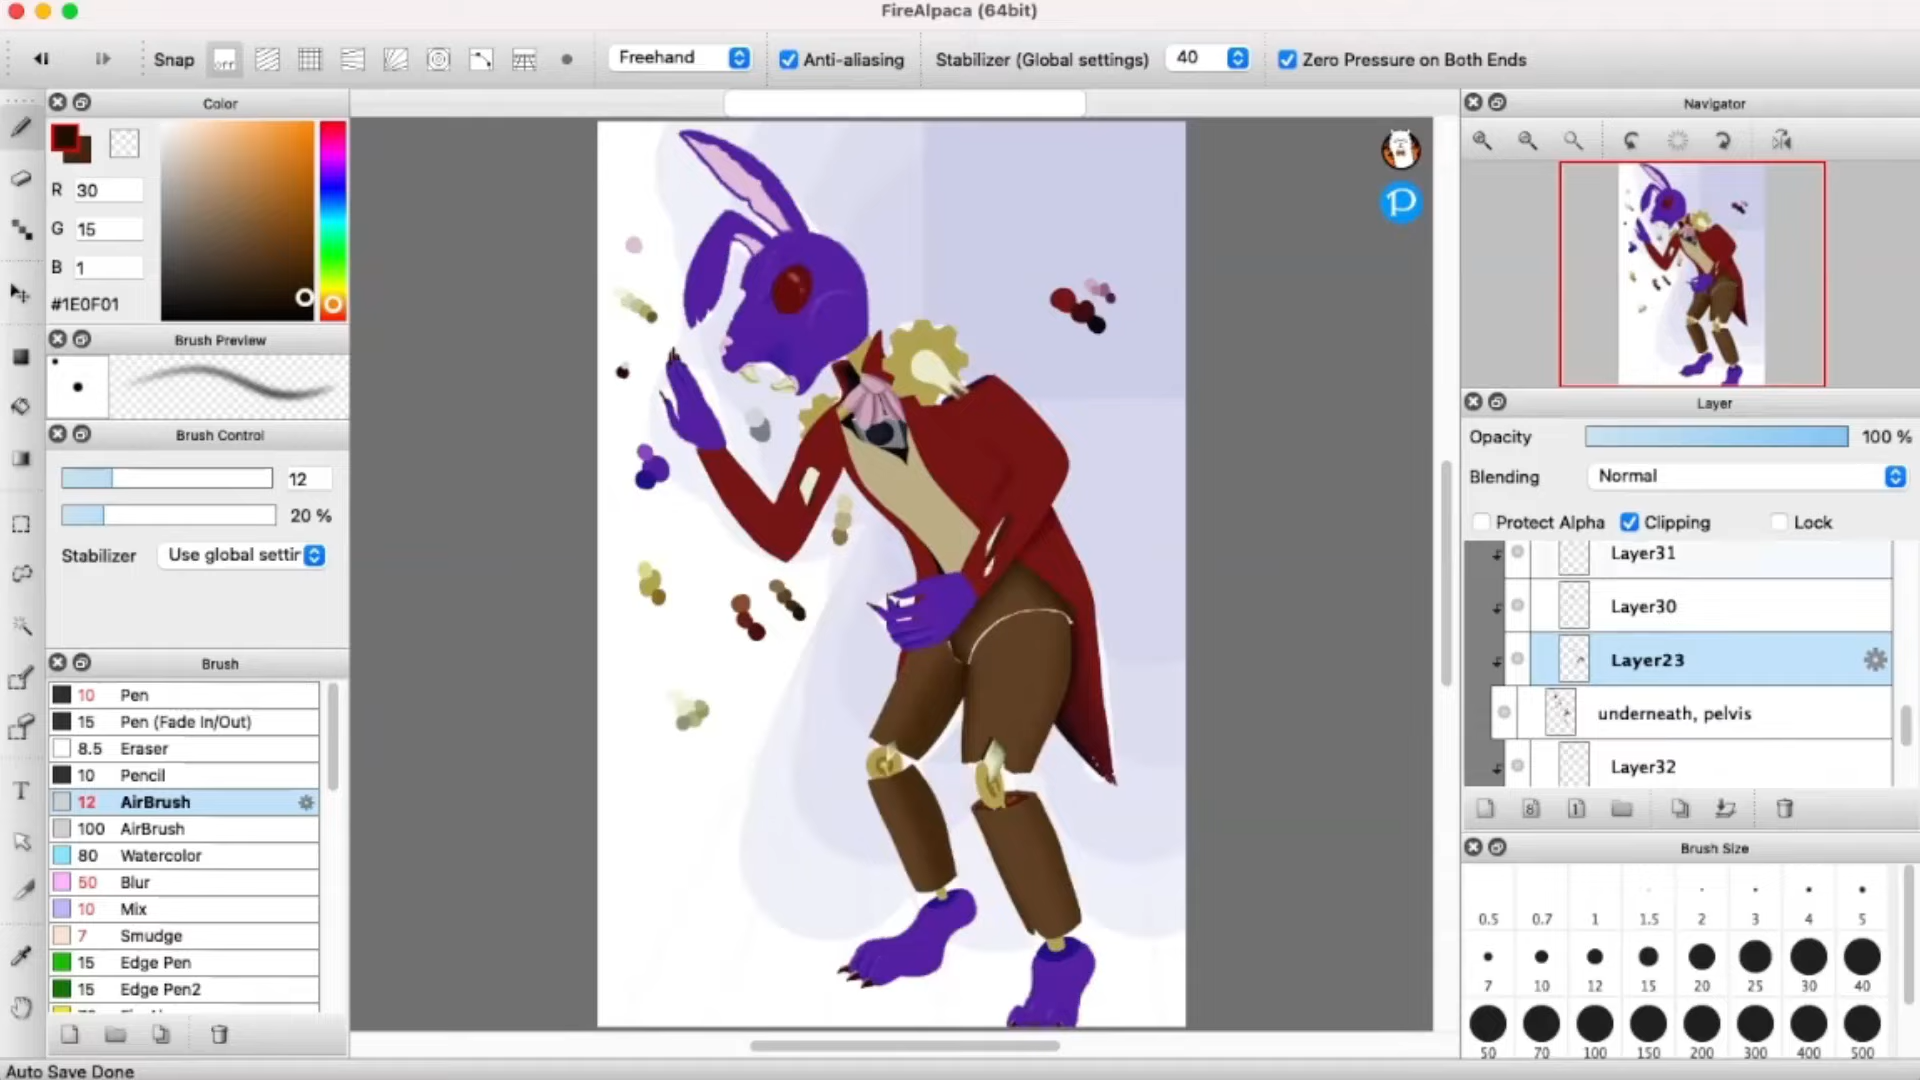 FireAlpaca (64bit)
Snap off Freehand Anti-aliasing Stabilizer (Global settings) 40 Zero Pressure on Both Ends
Color
R 30
G 15
B 1
#1E0F01
Brush Preview
Brush Control
12
20 %
Stabilizer Use global settir
Brush
10 Pen
15 Pen (Fade In/Out)
8.5 Eraser
10 Pencil
12 AirBrush
100 AirBrush
80 Watercolor
50 Blur
10 Mix
7 Smudge
15 Edge Pen
15 Edge Pen2
Auto Save Done
P
Navigator
Layer
Opacity 100 %
Blending Normal
Protect Alpha Clipping Lock
Layer31
Layer30
Layer23
underneath, pelvis
Layer32
8 1
Brush Size
0.5 0.7 1 1.5 2 3 4 5
7 10 12 15 20 25 30 40
50 70 100 150 200 300 400 500
T